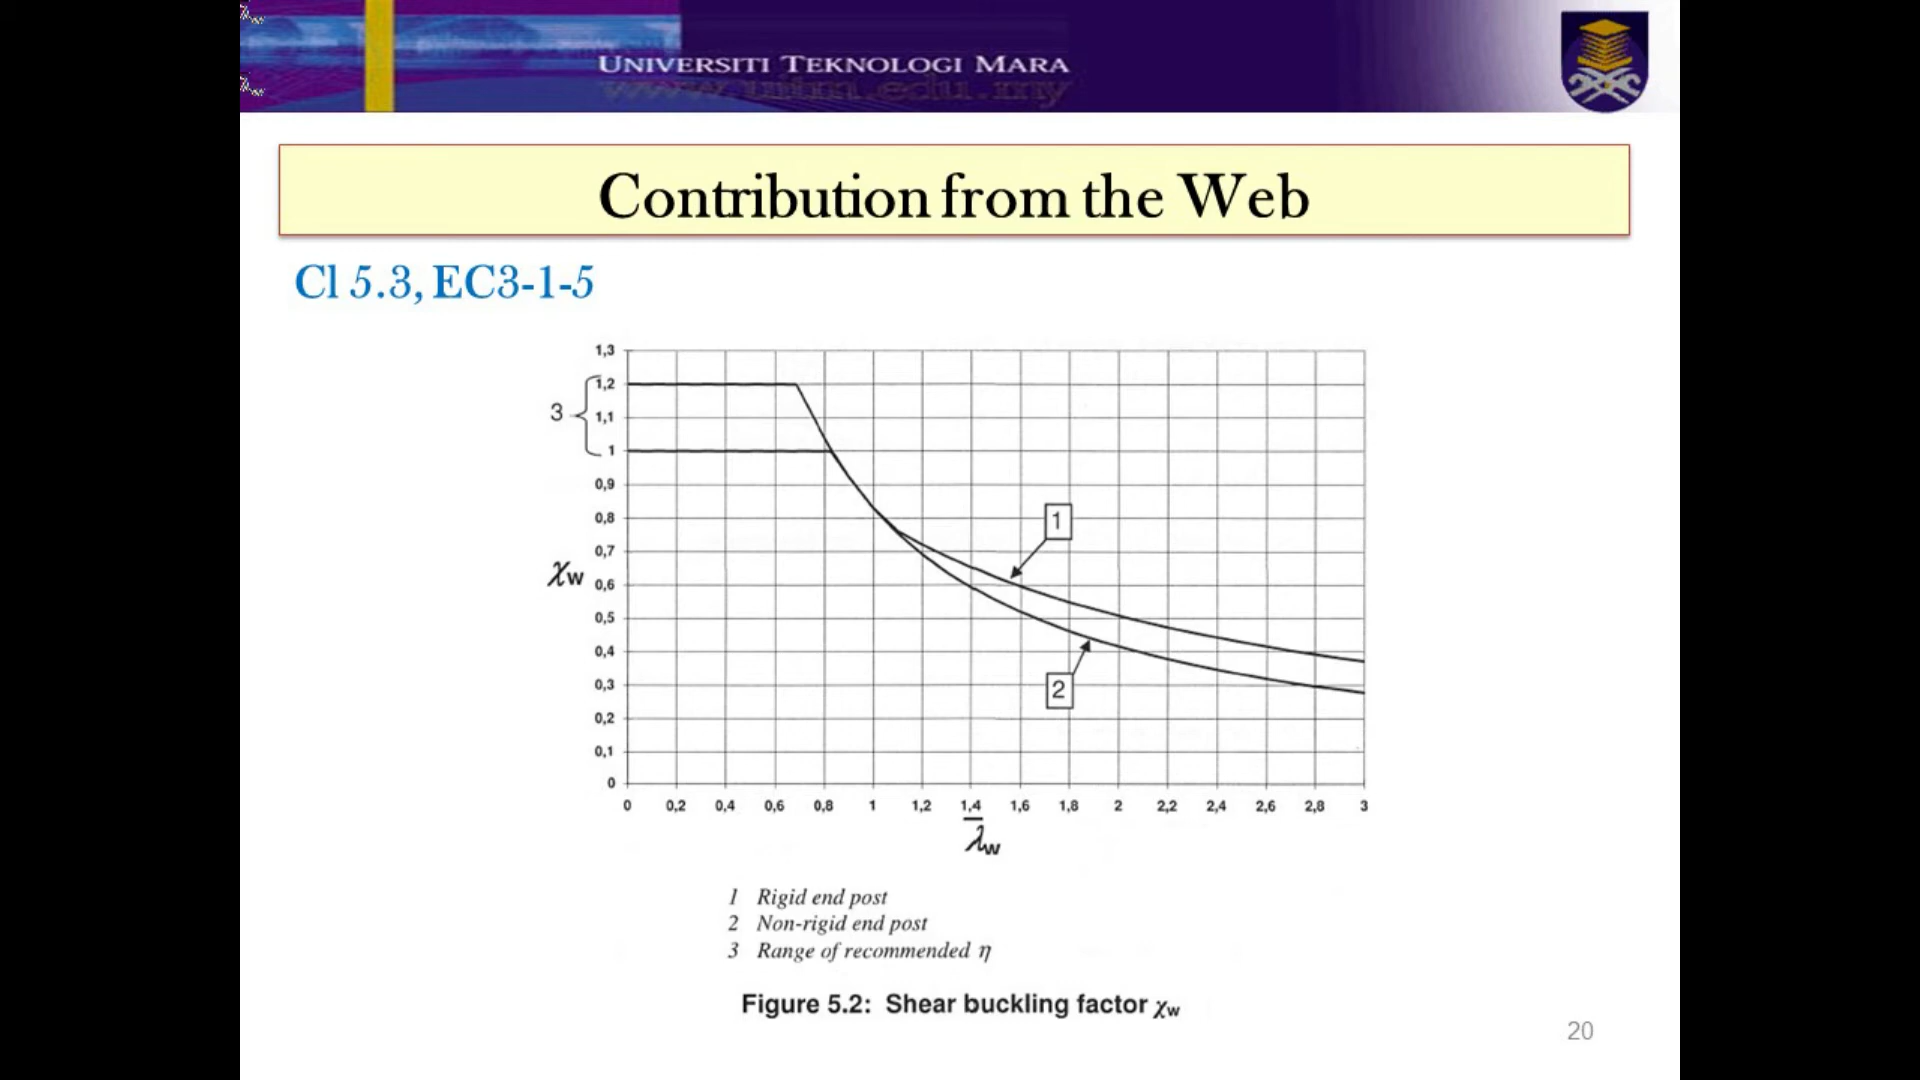 λw
UNIVERSITI TEKNOLOGI MARA
www.uitm.edu.my
λw
Contribution from the Web
Cl 5.3, EC3-1-5
1,3
1,2
3
1,1
1
0,9
0,8
1
0,7
χw
0,6
0,5
0,4
0,3
2
0,2
0,1
0
0 0,2 0,4 0,6 0,8 1 1,2 1,4 1,6 1,8 2 2,2 2,4 2,6 2,8 3
λ̅w
1 Rigid end post
2 Non-rigid end post
3 Range of recommended η
Figure 5.2: Shear buckling factor χw
20